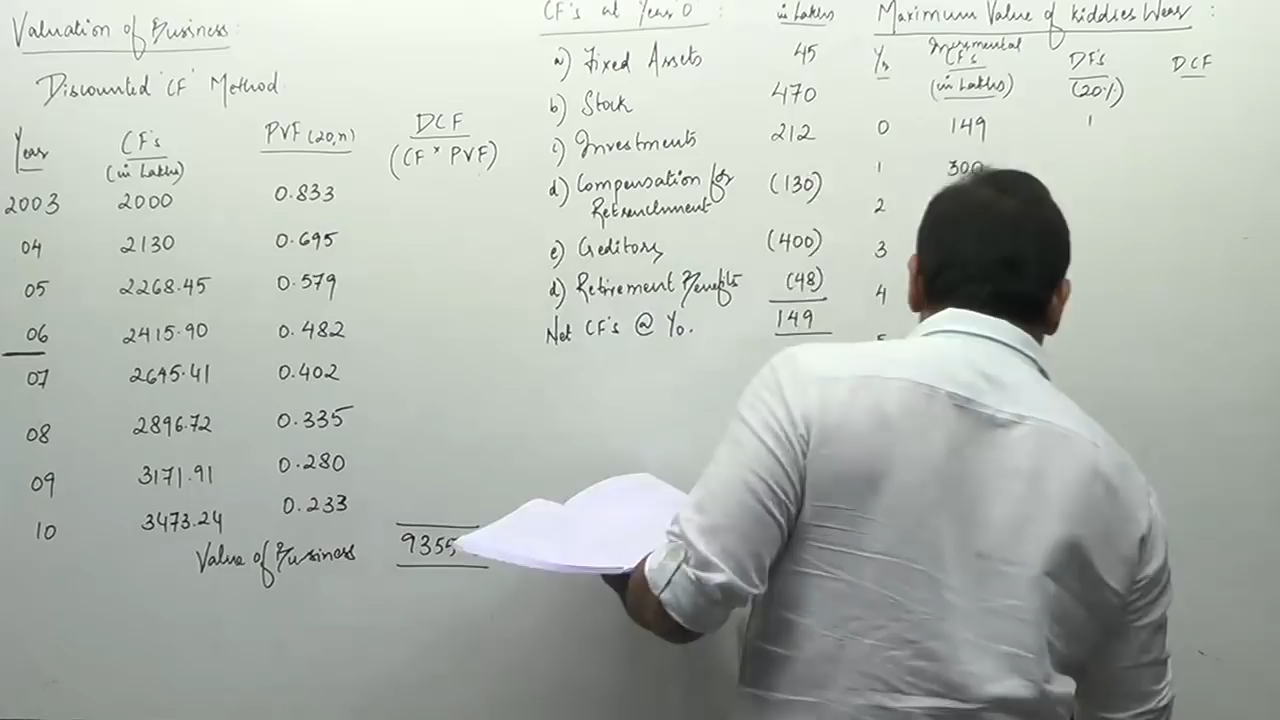 Valuation of Business:
Discounted 'CF' Method
Year CF's (in Lakhs) PVF (20,n) DCF (CF × PVF)
2003 2000 0.833
04 2130 0.695
05 2268.45 0.579
06 2415.90 0.482
07 2645.41 0.402
08 2896.72 0.335
09 3171.91 0.280
10 3473.24 0.233
Value of Business 9355
CF's at Year '0': in Lakhs
a) Fixed Assets 45
b) Stock 470
c) Investments 212
d) Compensation for Retrenchment (130)
e) Creditors (400)
d) Retirement Benefits (48)
Net CF's @ Y0. 149
Maximum Value of Kiddies Wear :
Yr Incremental CF's (in Lakhs) DF's (20%) DCF
0 149 1
1 300
2
3
4
5